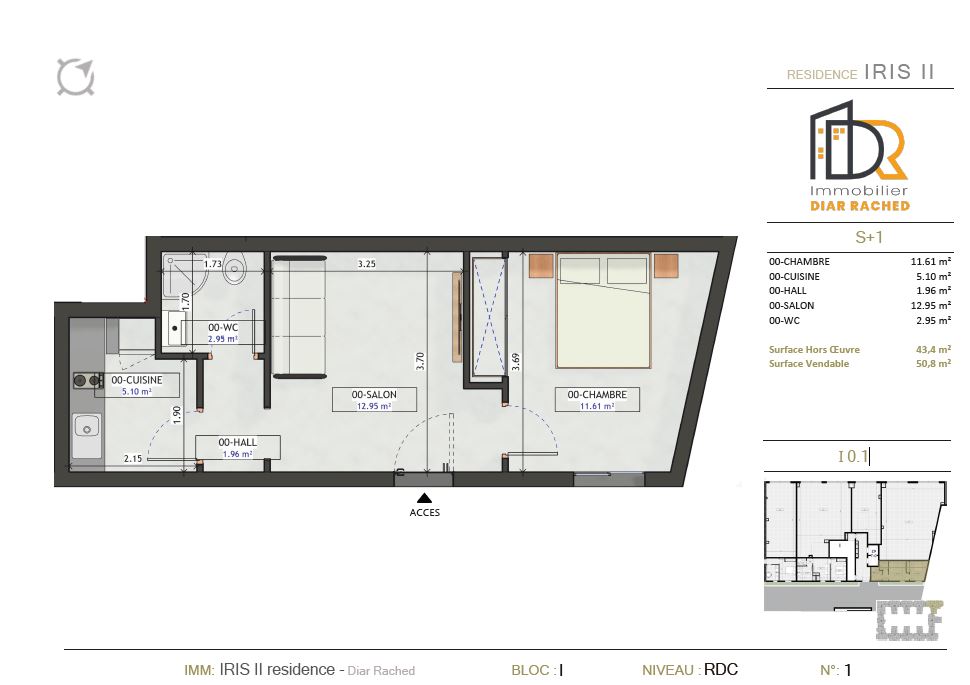 RESIDENCE IRIS II
Immobilier
DIAR RACHED
S+1
00-CHAMBRE 11.61 m²
00-CUISINE 5.10 m²
00-HALL 1.96 m²
00-SALON 12.95 m²
00-WC 2.95 m²
Surface Hors Œuvre 43,4 m²
Surface Vendable 50,8 m²
I 0.1
1.73
3.25
1.70
00-WC
2.95 m²
3.70
3.69
00-CUISINE
5.10 m²
00-SALON
12.95 m²
00-CHAMBRE
11.61 m²
1.90
00-HALL
1.96 m²
2.15
ACCES
IMM: IRIS II residence - Diar Rached BLOC : I NIVEAU : RDC N°: 1